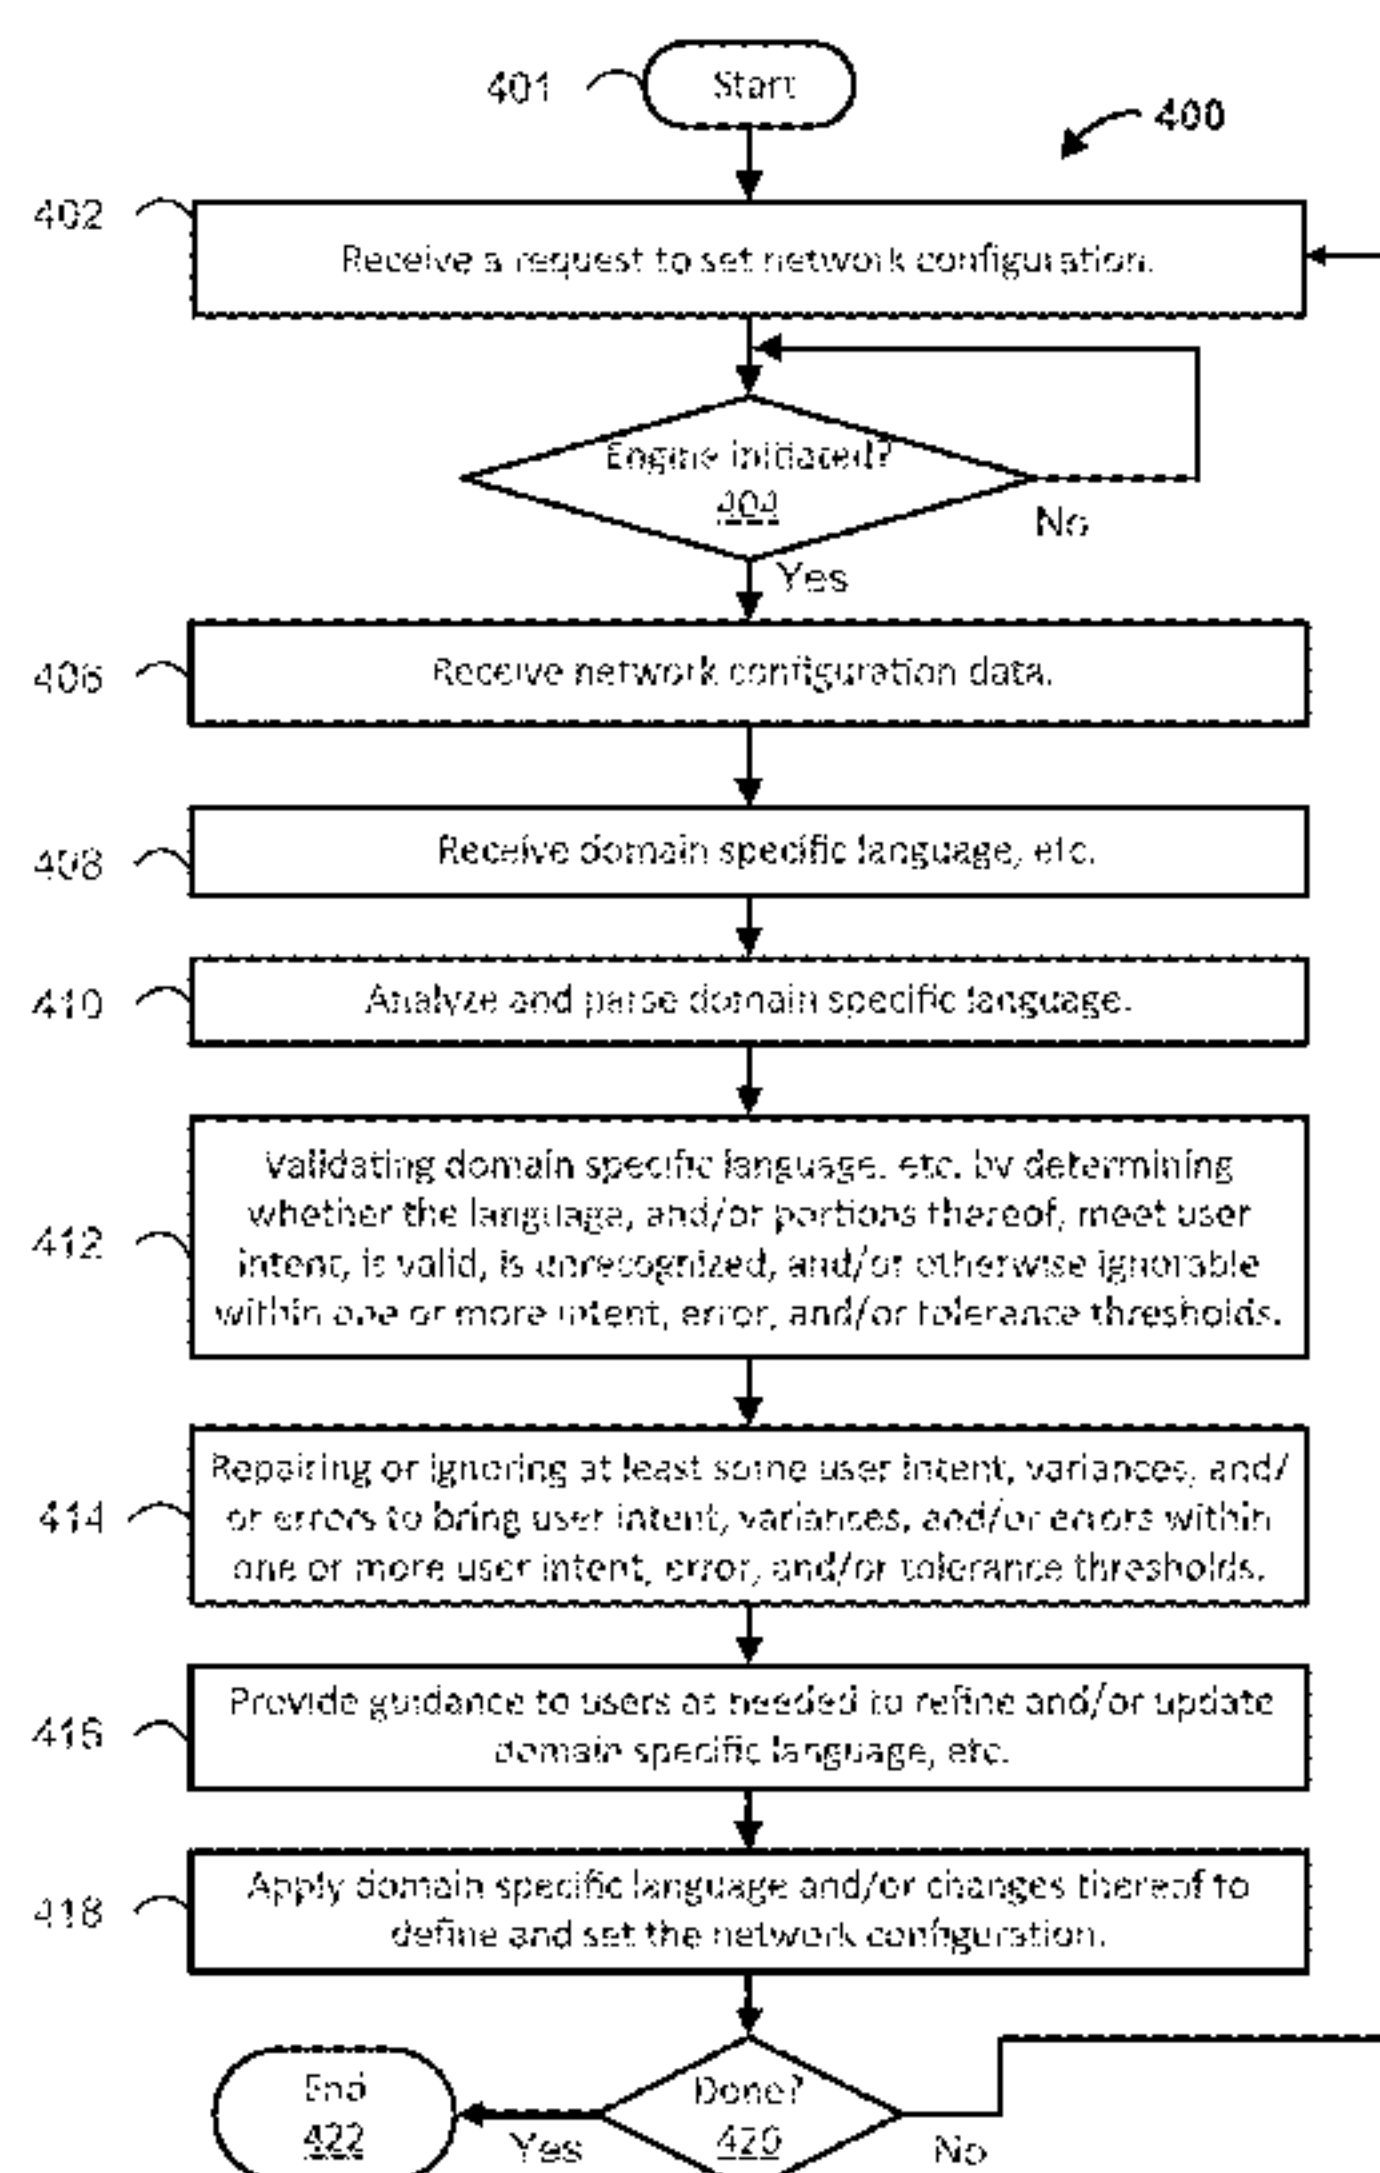 401
Start
400
402
Receive a request to set network configuration.
Engine initiated?
404
No
Yes
406
Receive network configuration data.
408
Receive domain specific language, etc.
410
Analyze and parse domain specific language.
412
Validating domain specific language, etc. by determining
whether the language, and/or portions thereof, meet user
intent, is valid, is unrecognized, and/or otherwise ignorable
within one or more intent, error, and/or tolerance thresholds.
414
Repairing or ignoring at least some user intent, variances, and/
or errors to bring user intent, variances, and/or errors within
one or more user intent, error, and/or tolerance thresholds.
416
Provide guidance to users as needed to refine and/or update
domain specific language, etc.
418
Apply domain specific language and/or changes thereof to
define and set the network configuration.
End
422
Yes
Done?
420
No